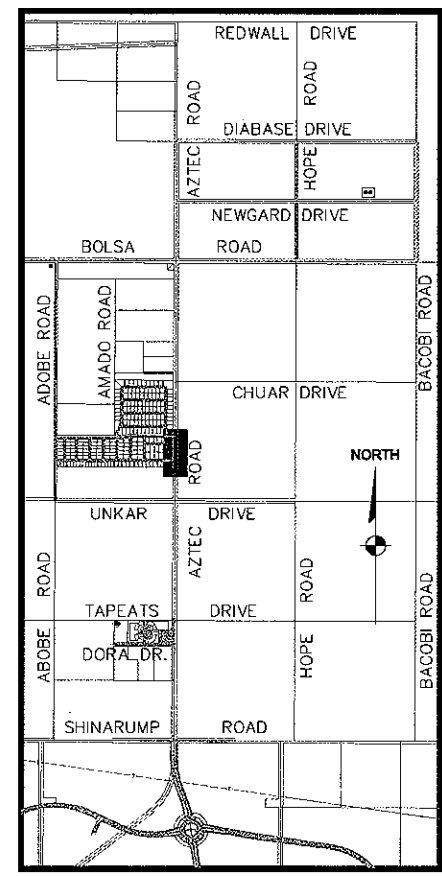 REDWALL DRIVE
AZTEC ROAD
HOPE ROAD
DIABASE DRIVE
NEWGARD DRIVE
BOLSA ROAD
ADOBE ROAD
AMADO ROAD
BACOBI ROAD
CHUAR DRIVE
NORTH
UNKAR DRIVE
AZTEC ROAD
ABOBE ROAD
HOPE ROAD
BACOBI ROAD
TAPEATS DRIVE
DORAL DR.
SHINARUMP ROAD